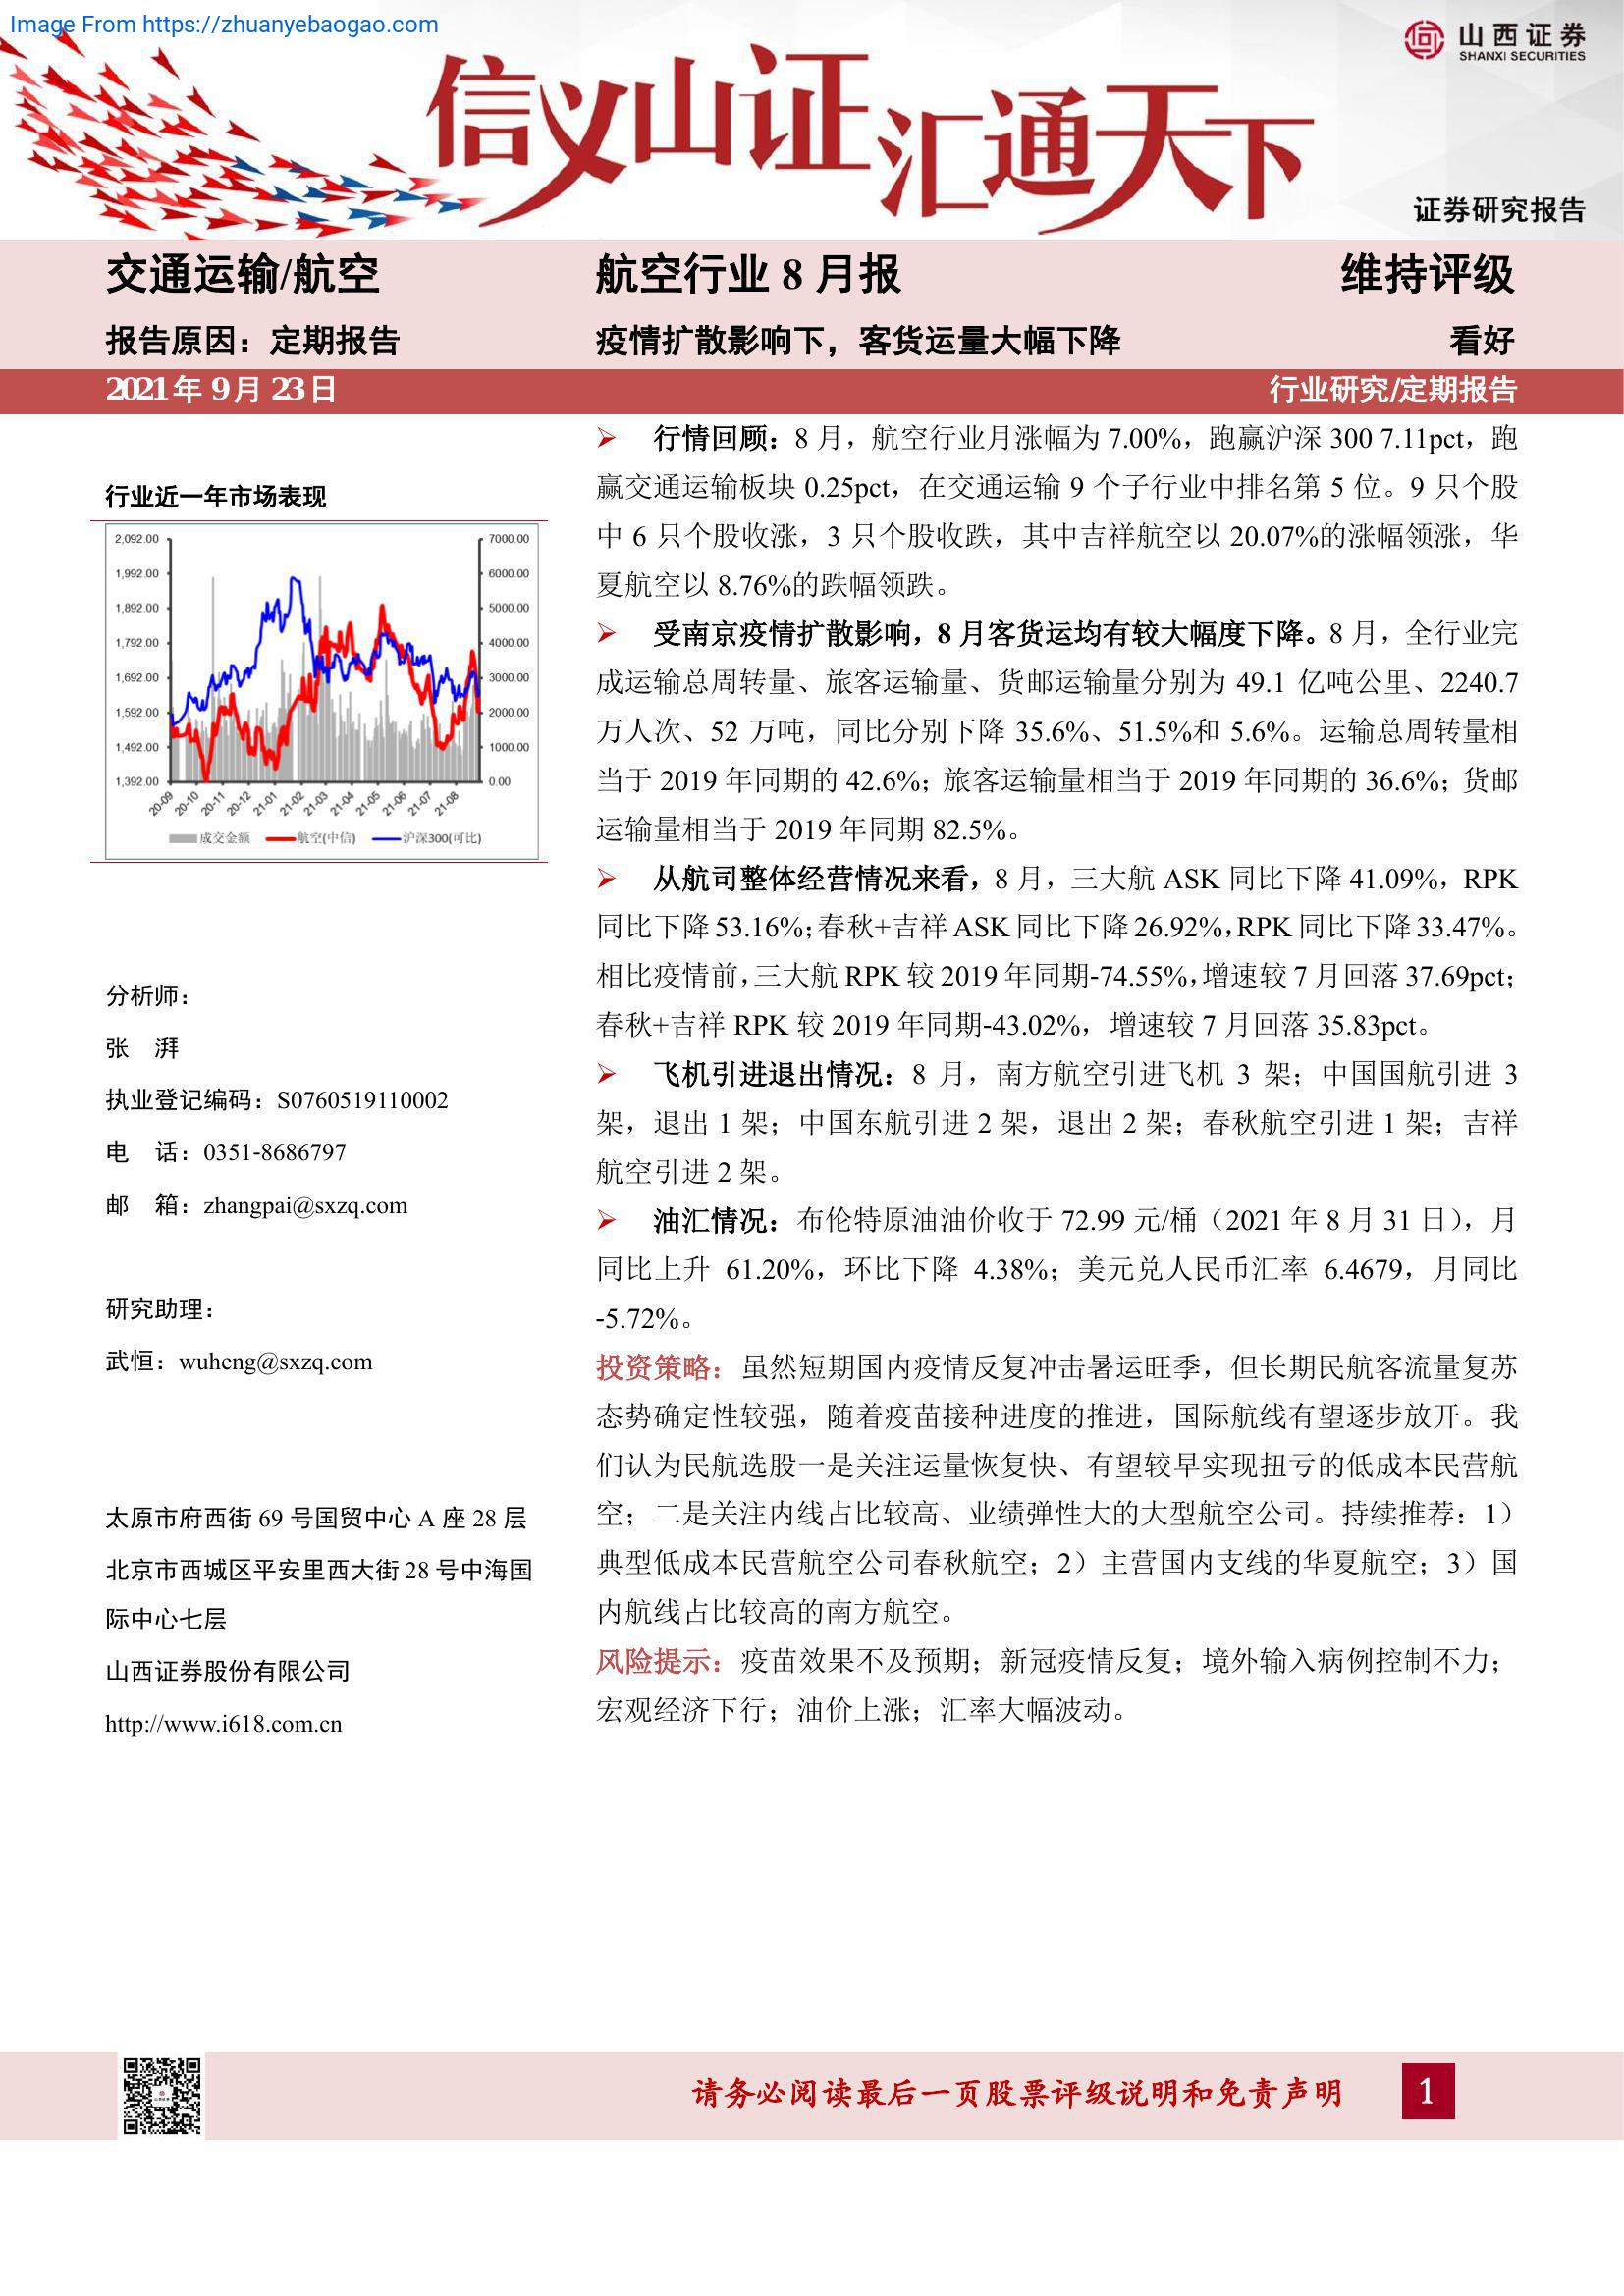 Image From https://zhuanyebaogao.com
山西证券
SHANXI SECURITIES
信义山证汇通天下
证券研究报告
交通运输/航空
航空行业 8 月报
维持评级
报告原因：定期报告
疫情扩散影响下，客货运量大幅下降
看好
2021 年 9 月 23 日
行业研究/定期报告
行业近一年市场表现
2,092.00
1,992.00
1,892.00
1,792.00
1,692.00
1,592.00
1,492.00
1,392.00
7000.00
6000.00
5000.00
4000.00
3000.00
2000.00
1000.00
0.00
20-09
20-10
20-11
20-12
21-01
21-02
21-03
21-04
21-05
21-06
21-07
21-08
成交金额 航空(中信) 沪深300(可比)
分析师：
张 湃
执业登记编码：S0760519110002
电 话：0351-8686797
邮 箱：zhangpai@sxzq.com
研究助理：
武恒：wuheng@sxzq.com
太原市府西街 69 号国贸中心 A 座 28 层
北京市西城区平安里西大街 28 号中海国
际中心七层
山西证券股份有限公司
http://www.i618.com.cn
➢ 行情回顾：8 月，航空行业月涨幅为 7.00%，跑赢沪深 300 7.11pct，跑
赢交通运输板块 0.25pct，在交通运输 9 个子行业中排名第 5 位。9 只个股
中 6 只个股收涨，3 只个股收跌，其中吉祥航空以 20.07%的涨幅领涨，华
夏航空以 8.76%的跌幅领跌。
➢ 受南京疫情扩散影响，8 月客货运均有较大幅度下降。8 月，全行业完
成运输总周转量、旅客运输量、货邮运输量分别为 49.1 亿吨公里、2240.7
万人次、52 万吨，同比分别下降 35.6%、51.5%和 5.6%。运输总周转量相
当于 2019 年同期的 42.6%；旅客运输量相当于 2019 年同期的 36.6%；货邮
运输量相当于 2019 年同期 82.5%。
➢ 从航司整体经营情况来看，8 月，三大航 ASK 同比下降 41.09%，RPK
同比下降 53.16%；春秋+吉祥 ASK 同比下降 26.92%，RPK 同比下降 33.47%。
相比疫情前，三大航 RPK 较 2019 年同期-74.55%，增速较 7 月回落 37.69pct；
春秋+吉祥 RPK 较 2019 年同期-43.02%，增速较 7 月回落 35.83pct。
➢ 飞机引进退出情况：8 月，南方航空引进飞机 3 架；中国国航引进 3
架，退出 1 架；中国东航引进 2 架，退出 2 架；春秋航空引进 1 架；吉祥
航空引进 2 架。
➢ 油汇情况：布伦特原油油价收于 72.99 元/桶（2021 年 8 月 31 日），月
同比上升 61.20%，环比下降 4.38%；美元兑人民币汇率 6.4679，月同比
-5.72%。
投资策略：虽然短期国内疫情反复冲击暑运旺季，但长期民航客流量复苏
态势确定性较强，随着疫苗接种进度的推进，国际航线有望逐步放开。我
们认为民航选股一是关注运量恢复快、有望较早实现扭亏的低成本民营航
空；二是关注内线占比较高、业绩弹性大的大型航空公司。持续推荐：1）
典型低成本民营航空公司春秋航空；2）主营国内支线的华夏航空；3）国
内航线占比较高的南方航空。
风险提示：疫苗效果不及预期；新冠疫情反复；境外输入病例控制不力；
宏观经济下行；油价上涨；汇率大幅波动。
请务必阅读最后一页股票评级说明和免责声明
1